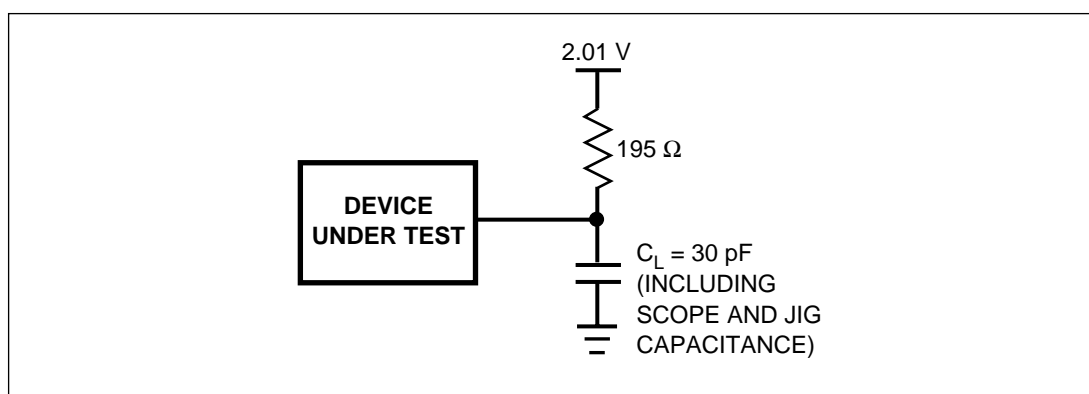 2.01 V
195 Ω
DEVICE
UNDER TEST
C_L = 30 pF
(INCLUDING
SCOPE AND JIG
CAPACITANCE)